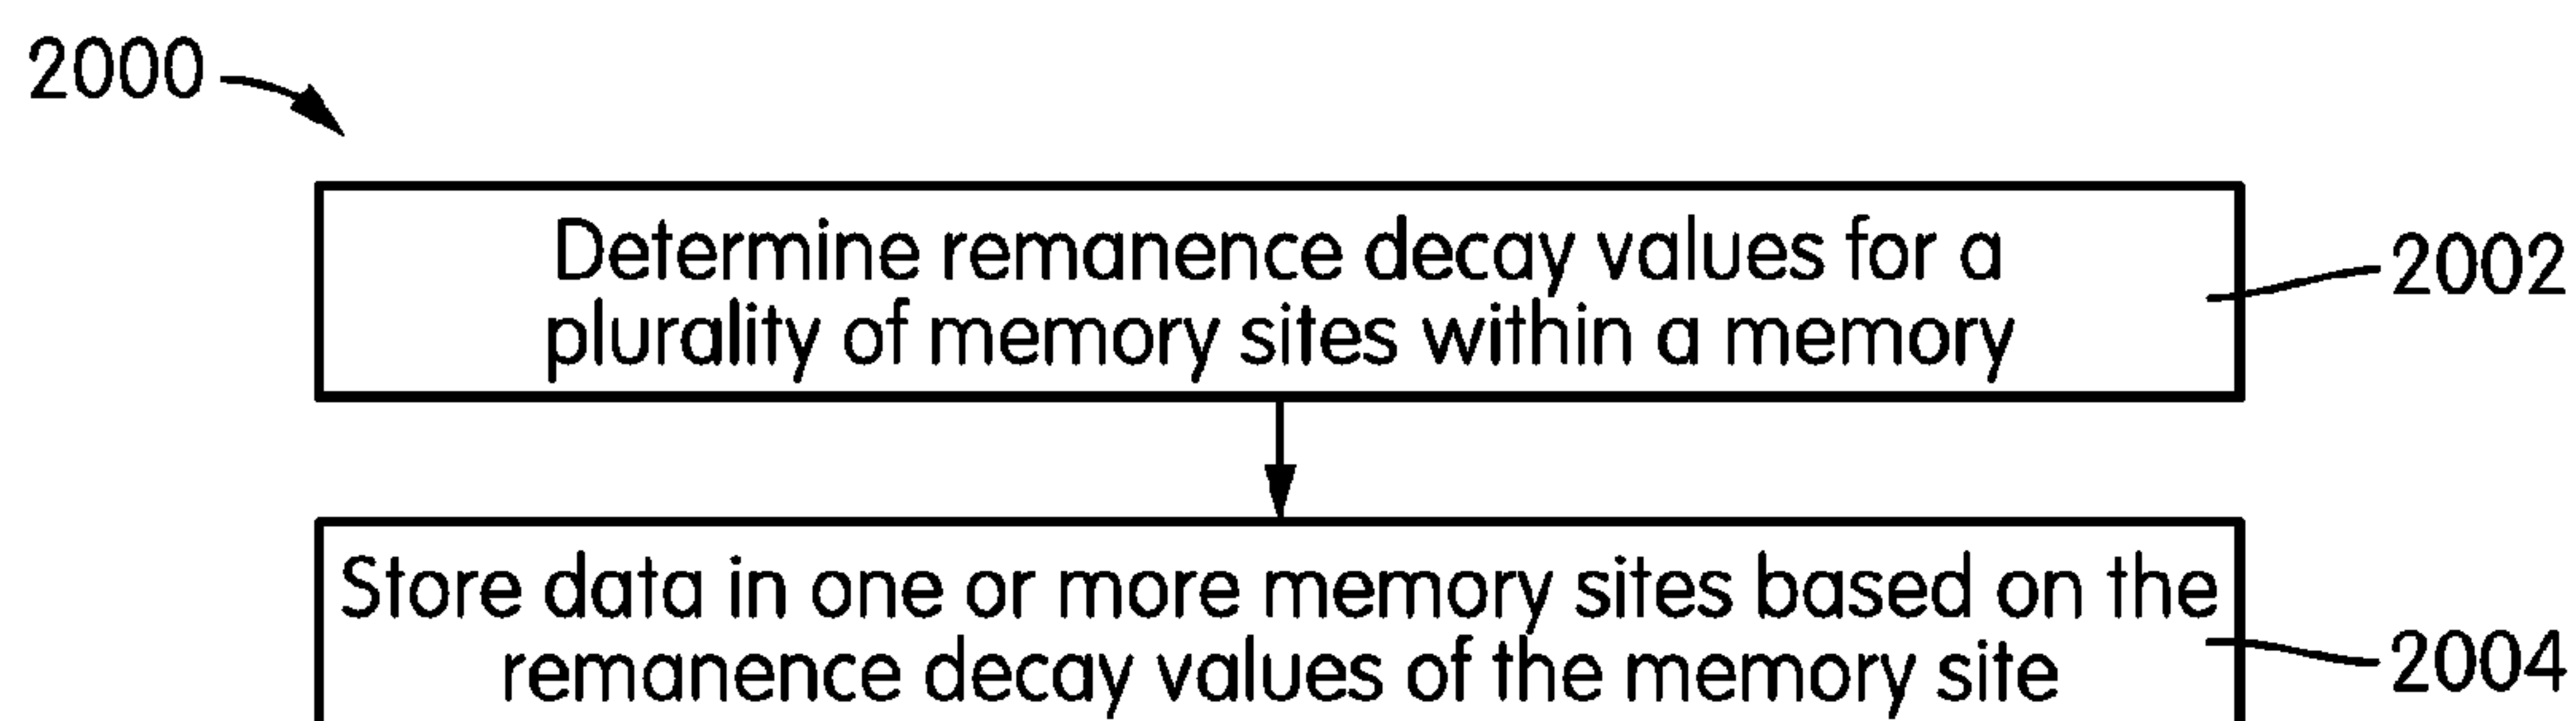 2000
Determine remanence decay values for a
plurality of memory sites within a memory
2002
Store data in one or more memory sites based on the
remanence decay values of the memory site
2004